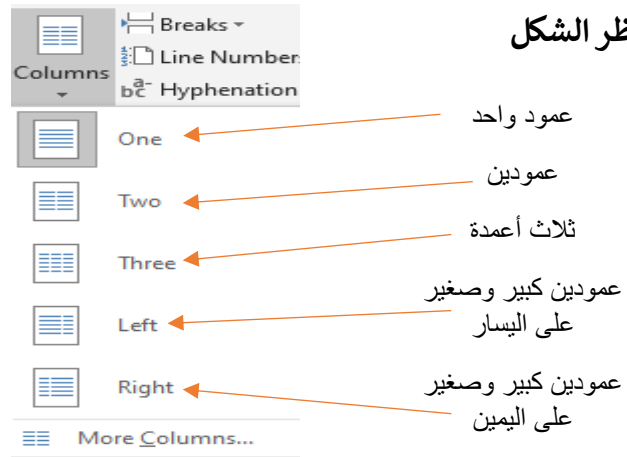 ظر الشكل
Breaks
Line Number
Columns
Hyphenation
One
عمود واحد
Two
عمودين
Three
ثلاث أعمدة
Left
عمودين كبير وصغير
على اليسار
Right
عمودين كبير وصغير
على اليمين
More Columns...